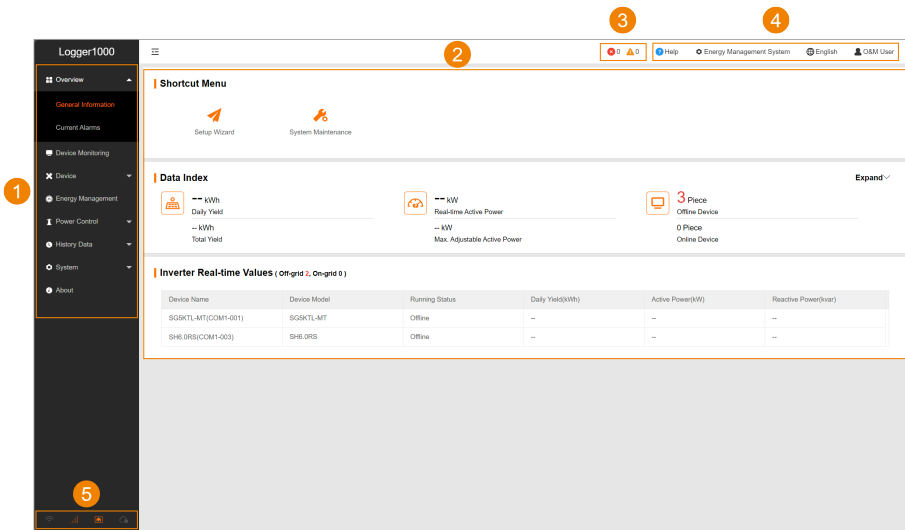 3
4
Logger1000
2
0 0 Help Energy Management System English O&M User
Overview
General Information
Current Alarms
Device Monitoring
Device
1
Energy Management
Power Control
History Data
System
About
Shortcut Menu
Setup Wizard System Maintenance
Data Index Expand
-- kWh -- kW 3 Piece
Daily Yield Real-time Active Power Offline Device
-- kWh -- kW 0 Piece
Total Yield Max. Adjustable Active Power Online Device
Inverter Real-time Values ( Off-grid 2, On-grid 0 )
Device Name Device Model Running Status Daily Yield(kWh) Active Power(kW) Reactive Power(kvar)
SG5KTL-MT(COM1-001) SG5KTL-MT Offline -- -- --
SH6.0RS(COM1-003) SH6.0RS Offline -- -- --
5